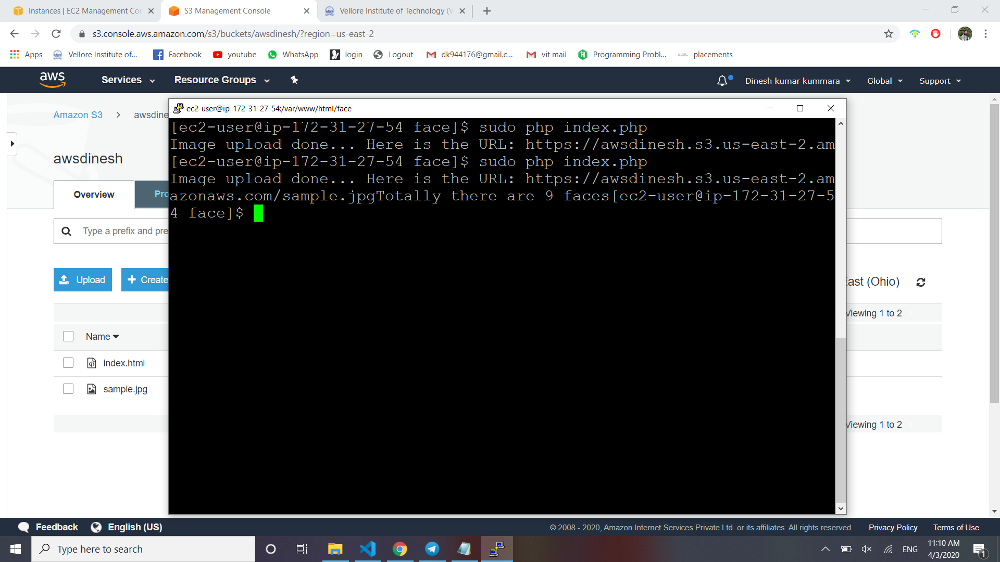 Instances | EC2 Management Con
S3 Management Console
Vellore Institute of Technology (V
s3.console.aws.amazon.com/s3/buckets/awsdinesh/?region=us-east-2
Apps
Vellore Institute of...
Facebook
youtube
WhatsApp
login
Logout
dk944176@gmail.c...
vit mail
Programming Probl...
placements
aws
Services
Resource Groups
Dinesh kumar kummara
Global
Support
Amazon S3
awsdine
ec2-user@ip-172-31-27-54:/var/www/html/face
[ec2-user@ip-172-31-27-54 face]$ sudo php index.php
Image upload done... Here is the URL: https://awsdinesh.s3.us-east-2.am
[ec2-user@ip-172-31-27-54 face]$ sudo php index.php
Image upload done... Here is the URL: https://awsdinesh.s3.us-east-2.am
azonaws.com/sample.jpgTotally there are 9 faces[ec2-user@ip-172-31-27-5
4 face]$
awsdinesh
Overview
Pro
Type a prefix and pre
Upload
Create
East (Ohio)
Viewing 1 to 2
Name
index.html
sample.jpg
Viewing 1 to 2
Feedback
English (US)
© 2008 - 2020, Amazon Internet Services Private Ltd. or its affiliates. All rights reserved.
Privacy Policy
Terms of Use
Type here to search
ENG
11:10 AM
4/3/2020
1